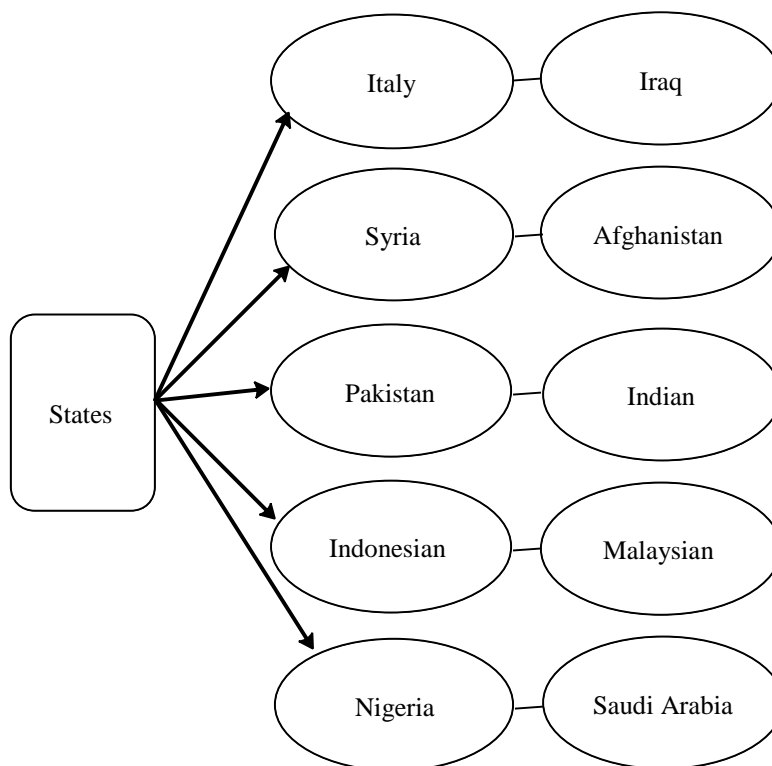 Italy
Iraq
Syria
Afghanistan
Pakistan
Indian
States
Indonesian
Malaysian
Nigeria
Saudi Arabia